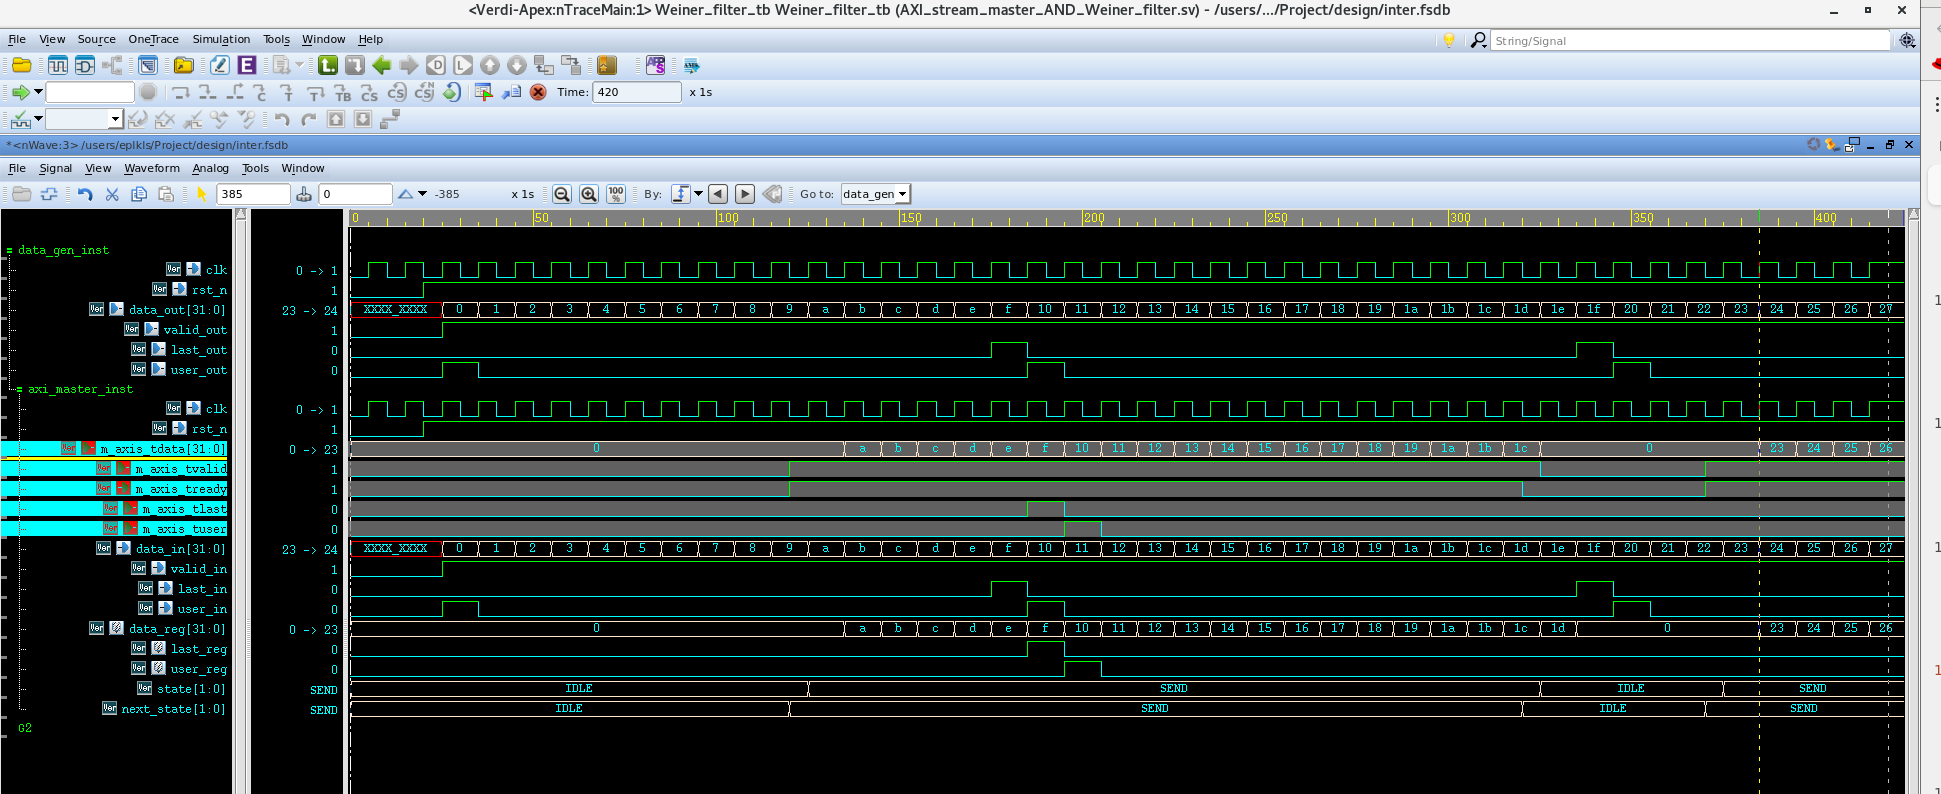 <Verdi-Apex:nTraceMain:1> Weiner_filter_tb Weiner_filter_tb (AXI_stream_master_AND_Weiner_filter.sv) - /users/.../Project/design/inter.fsdb
File View Source OneTrace Simulation Tools Window Help
String/Signal
Time: 420 x 1s
*<nWave:3> /users/eplkls/Project/design/inter.fsdb
File Signal View Waveform Analog Tools Window
385 0 -385 x 1s 100% By: Go to: data_gen
0 50 100 150 200 250 300 350 400
data_gen_inst
clk 0 -> 1
rst_n 1
data_out[31:0] 23 -> 24 XXXX_XXXX 0 1 2 3 4 5 6 7 8 9 a b c d e f 10 11 12 13 14 15 16 17 18 19 1a 1b 1c 1d 1e 1f 20 21 22 23 24 25 26 27
valid_out 1
last_out 0
user_out 0
axi_master_inst
clk 0 -> 1
rst_n 1
m_axis_tdata[31:0] 0 -> 23 0 a b c d e f 10 11 12 13 14 15 16 17 18 19 1a 1b 1c 0 23 24 25 26
m_axis_tvalid 1
m_axis_tready 1
m_axis_tlast 0
m_axis_tuser 0
data_in[31:0] 23 -> 24 XXXX_XXXX 0 1 2 3 4 5 6 7 8 9 a b c d e f 10 11 12 13 14 15 16 17 18 19 1a 1b 1c 1d 1e 1f 20 21 22 23 24 25 26 27
valid_in 1
last_in 0
user_in 0
data_reg[31:0] 0 -> 23 0 a b c d e f 10 11 12 13 14 15 16 17 18 19 1a 1b 1c 1d 0 23 24 25 26
last_reg 0
user_reg 0
state[1:0] SEND IDLE SEND IDLE SEND
next_state[1:0] SEND IDLE SEND IDLE SEND
G2